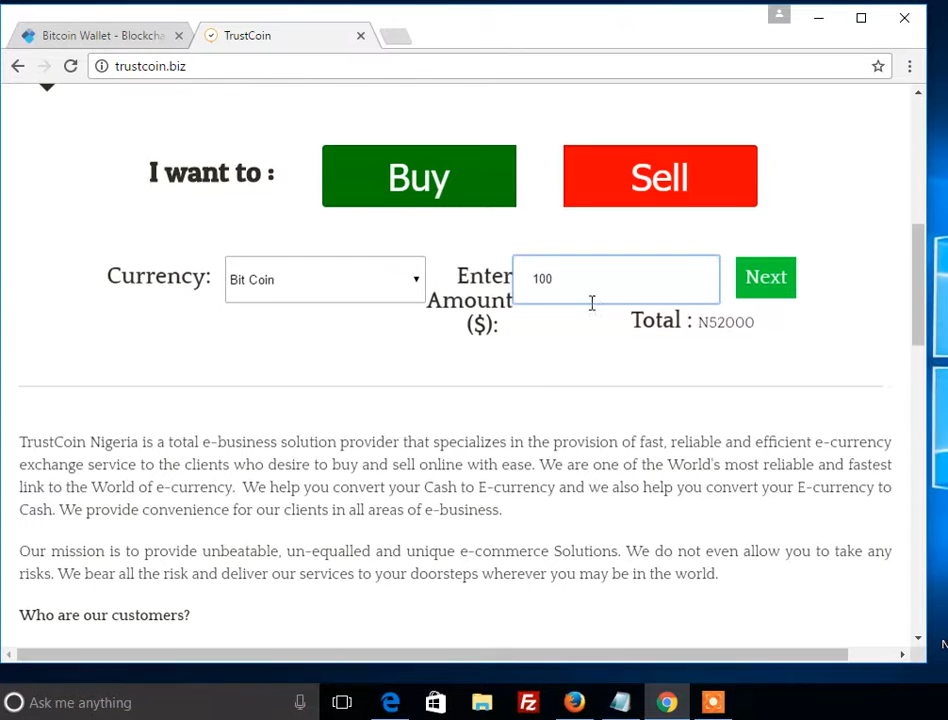 Bitcoin Wallet - Blockcha
TrustCoin
trustcoin.biz
I want to :
Buy
Sell
Currency:
Bit Coin
Enter Amount ($):
100
Next
Total : N52000
TrustCoin Nigeria is a total e-business solution provider that specializes in the provision of fast, reliable and efficient e-currency
exchange service to the clients who desire to buy and sell online with ease. We are one of the World's most reliable and fastest
link to the World of e-currency. We help you convert your Cash to E-currency and we also help you convert your E-currency to
Cash. We provide convenience for our clients in all areas of e-business.
Our mission is to provide unbeatable, un-equalled and unique e-commerce Solutions. We do not even allow you to take any
risks. We bear all the risk and deliver our services to your doorsteps wherever you may be in the world.
Who are our customers?
N
Ask me anything